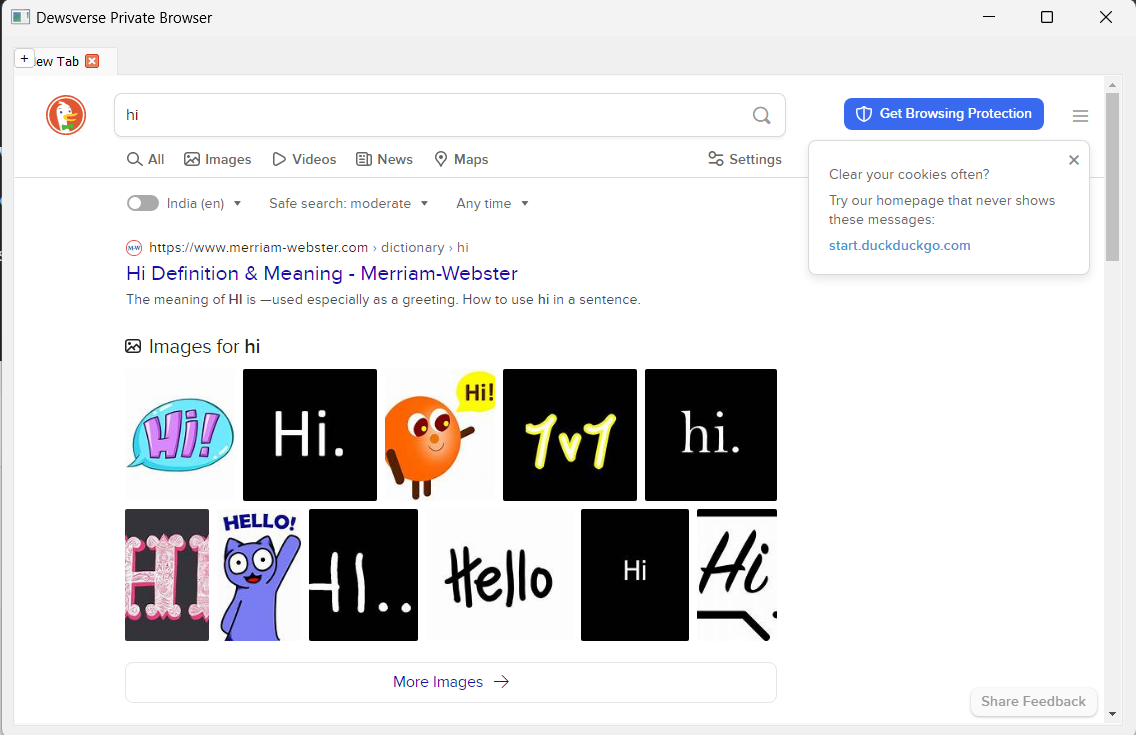 Dewsverse Private Browser
+ ew Tab
hi
Get Browsing Protection
All Images Videos News Maps Settings
Clear your cookies often?
Try our homepage that never shows
these messages:
start.duckduckgo.com
India (en) Safe search: moderate Any time
M-W https://www.merriam-webster.com › dictionary › hi
Hi Definition & Meaning - Merriam-Webster
The meaning of HI is —used especially as a greeting. How to use hi in a sentence.
Images for hi
Hi!
Hi.
Hi!
1v1
hi.
HI
HELLO!
HI..
Hello
Hi
Hi
More Images
Share Feedback